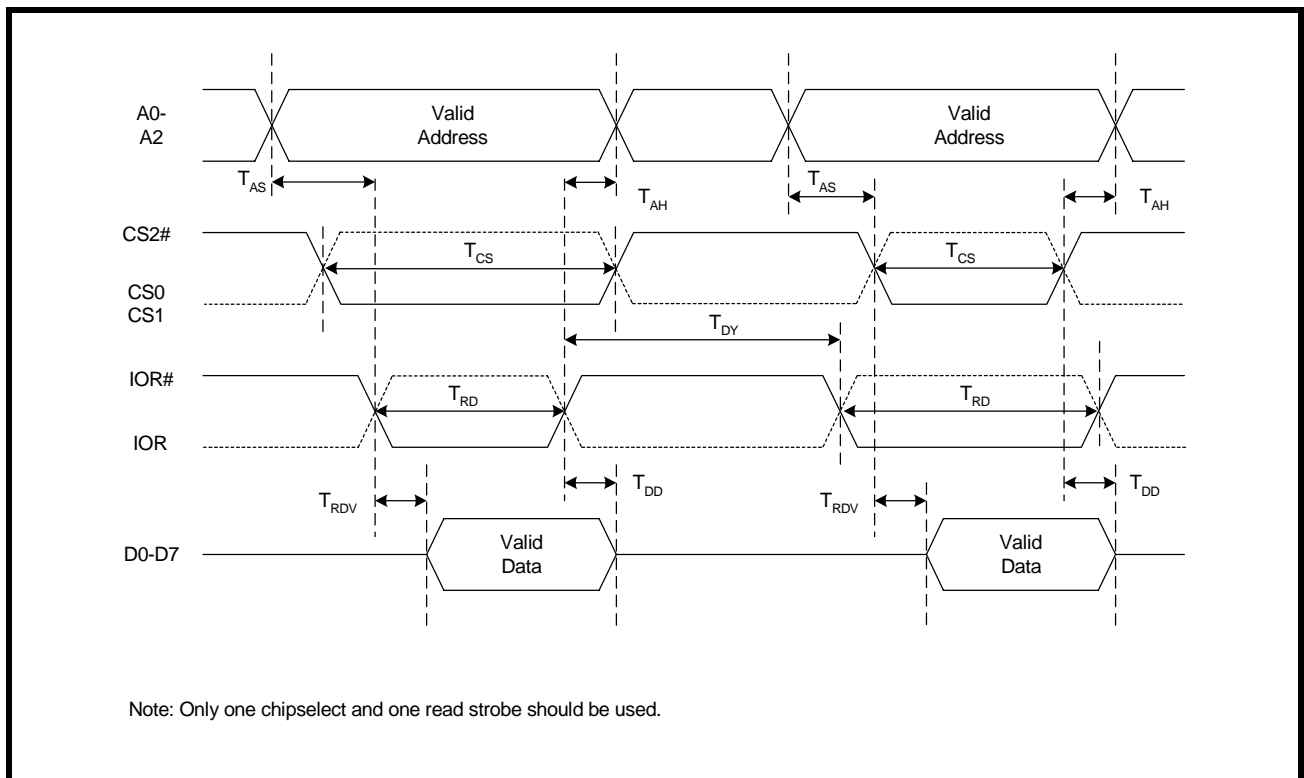 A0-
A2
Valid
Address
Valid
Address
TAS
TAH
TAS
TAH
CS2#
TCS
TCS
CS0
CS1
TDY
IOR#
TRD
TRD
IOR
TRDV
TDD
TRDV
TDD
D0-D7
Valid
Data
Valid
Data
Note: Only one chipselect and one read strobe should be used.